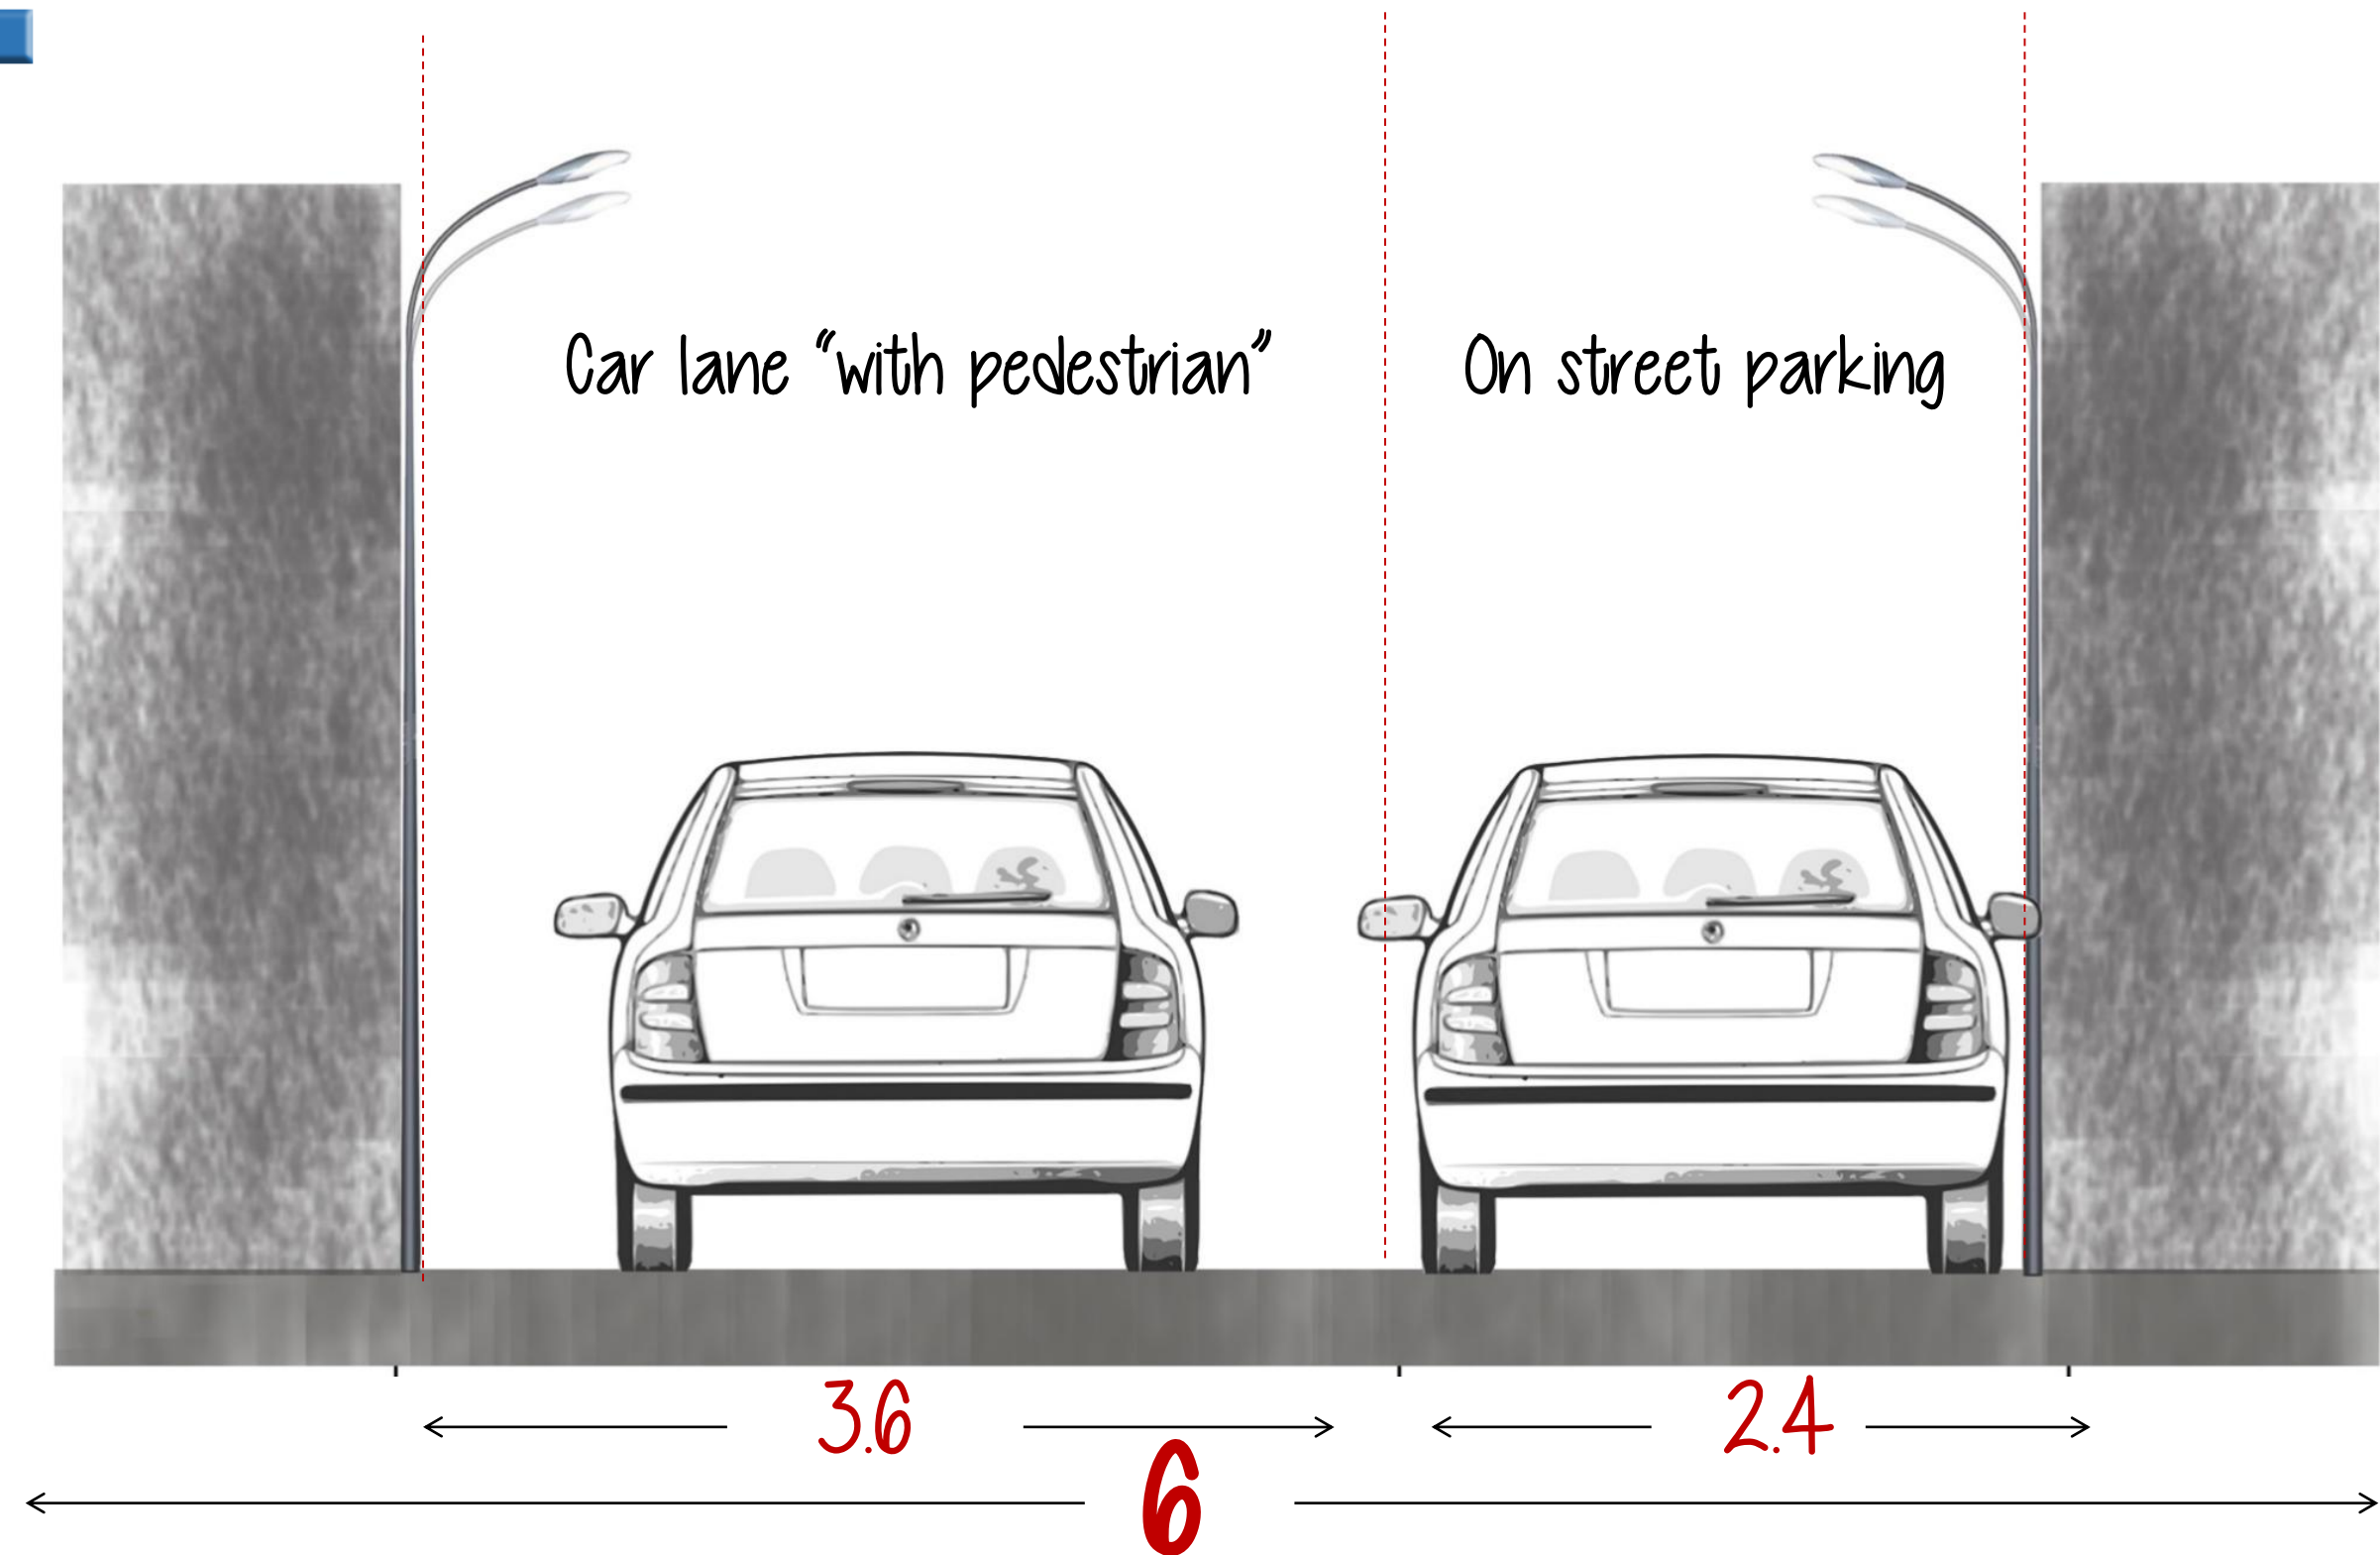 Car lane “with pedestrian”
On street parking
3.6
2.4
6